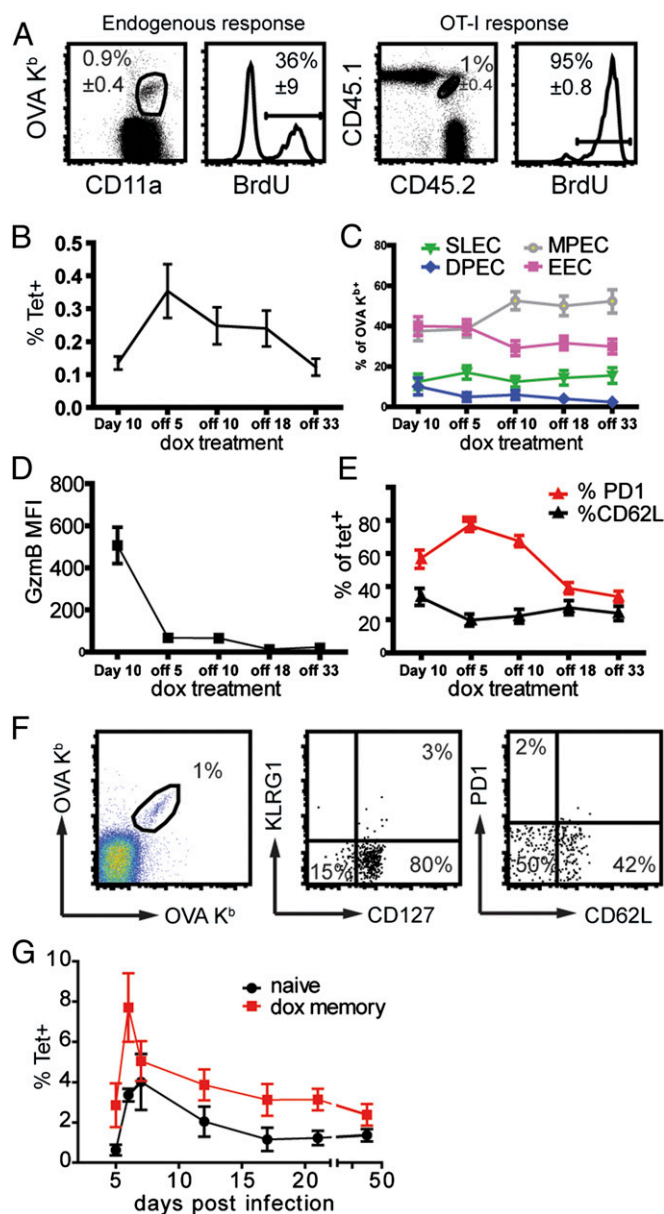 A
Endogenous response
OT-I response
OVA Kᵇ
0.9%
±0.4
CD11a
36%
±9
BrdU
CD45.1
1%
±0.4
CD45.2
95%
±0.8
BrdU
B
% Tet+
0.5
0.4
0.3
0.2
0.1
0.0
Day 10 off 5 off 10 off 18 off 33
dox treatment
C
SLEC MPEC
DPEC EEC
% of OVA Kᵇ⁺
80
60
40
20
0
Day 10 off 5 off 10 off 18 off 33
dox treatment
D
GzmB MFI
800
600
400
200
0
Day 10 off 5 off 10 off 18 off 33
dox treatment
E
% PD1
%CD62L
% of tet⁺
80
60
40
20
0
Day 10 off 5 off 10 off 18 off 33
dox treatment
F
OVA Kᵇ
1%
OVA Kᵇ
KLRG1
3%
15% 80%
CD127
PD1
2%
50% 42%
CD62L
G
naive
dox memory
% Tet+
10
8
6
4
2
0
5 10 15 20 50
days post infection